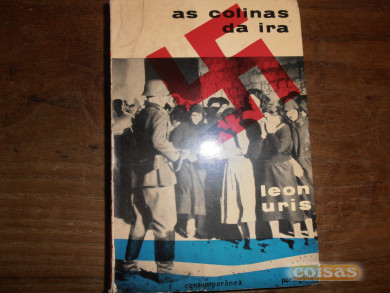 as colinas
da ira
leon
uris
contemporânea
coisas